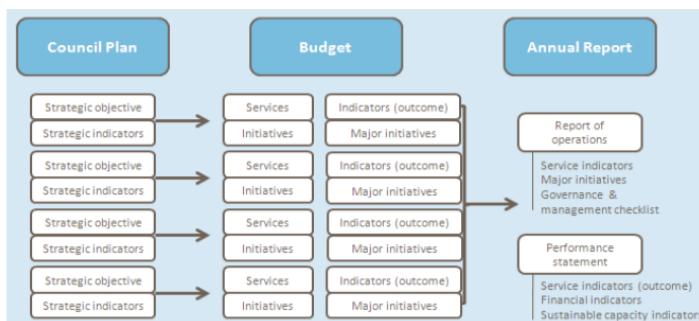 Council Plan
Budget
Annual Report
Strategic objective
Strategic indicators
Services
Initiatives
Indicators (outcome)
Major initiatives
Strategic objective
Strategic indicators
Services
Initiatives
Indicators (outcome)
Major initiatives
Strategic objective
Strategic indicators
Services
Initiatives
Indicators (outcome)
Major initiatives
Strategic objective
Strategic indicators
Services
Initiatives
Indicators (outcome)
Major initiatives
Report of
operations
Service indicators
Major initiatives
Governance &
management checklist
Performance
statement
Service indicators (outcome)
Financial indicators
Sustainable capacity indicator